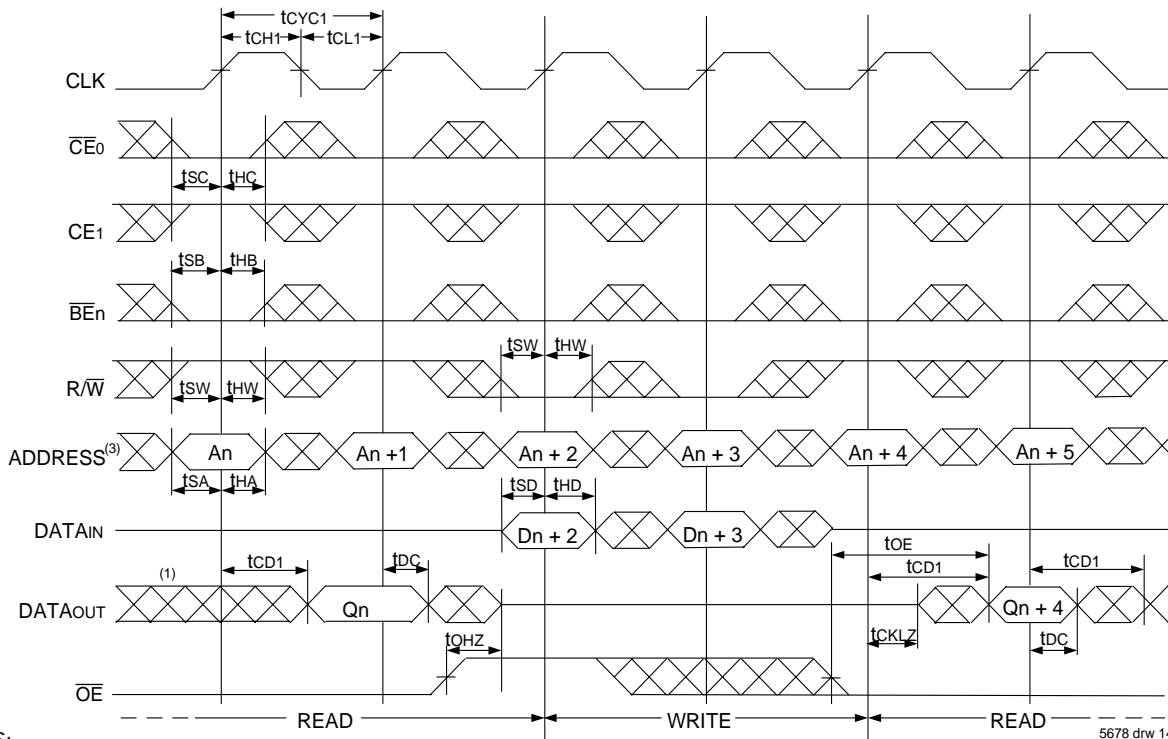 tCYC1
tCH1 tCL1
CLK
CE0
tSC tHC
CE1
tSB tHB
BEn
tSW tHW
R/W
tSW tHW
ADDRESS(3) An An +1 An + 2 An + 3 An + 4 An + 5
tSA tHA
tSD tHD
DATAIN Dn + 2 Dn + 3
tOE
tCD1 tDC tCD1 tCD1
(1)
DATAOUT Qn Qn + 4
tOHZ tCKLZ tDC
OE
READ WRITE READ
5678 drw 14